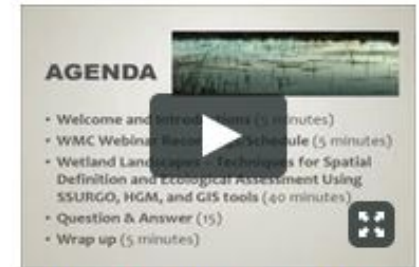 AGENDA
• Welcome and Introductions (5 minutes)
• WMC Webinar Schedule (5 minutes)
• Wetland Landscapes – Techniques for Spatial
Definition and Ecological Assessment Using
SSURGO, HGM, and GIS tools (40 minutes)
• Question & Answer (15)
• Wrap up (5 minutes)